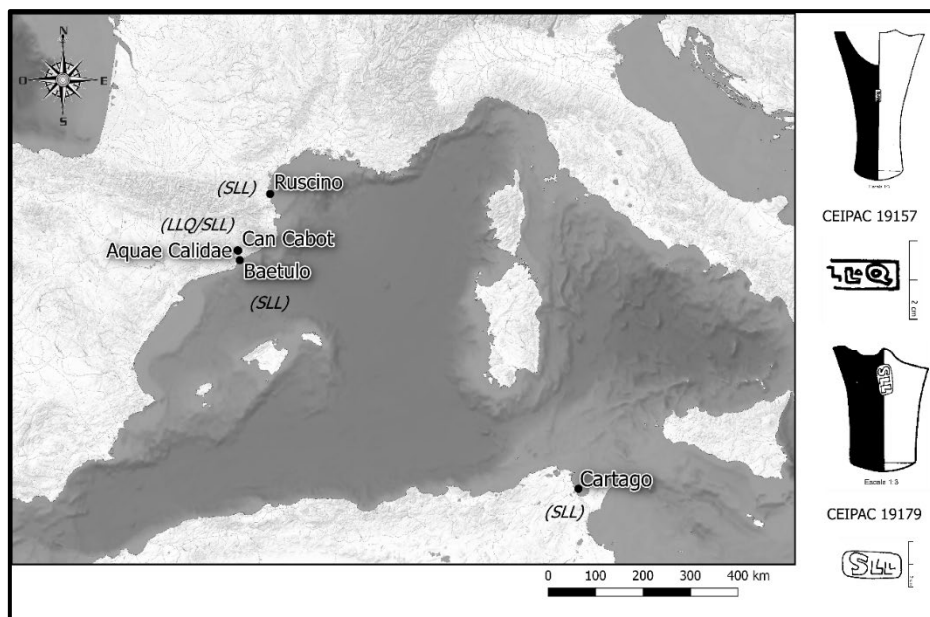 N
O E
S
(SLL) Ruscino
(LLQ/SLL)
Can Cabot
Aquae Calidae
Baetulo
(SLL)
Cartago
(SLL)
0 100 200 300 400 km
CEIPAC 19157
2 cm
SLL
Escala 1:3
CEIPAC 19179
SLLL